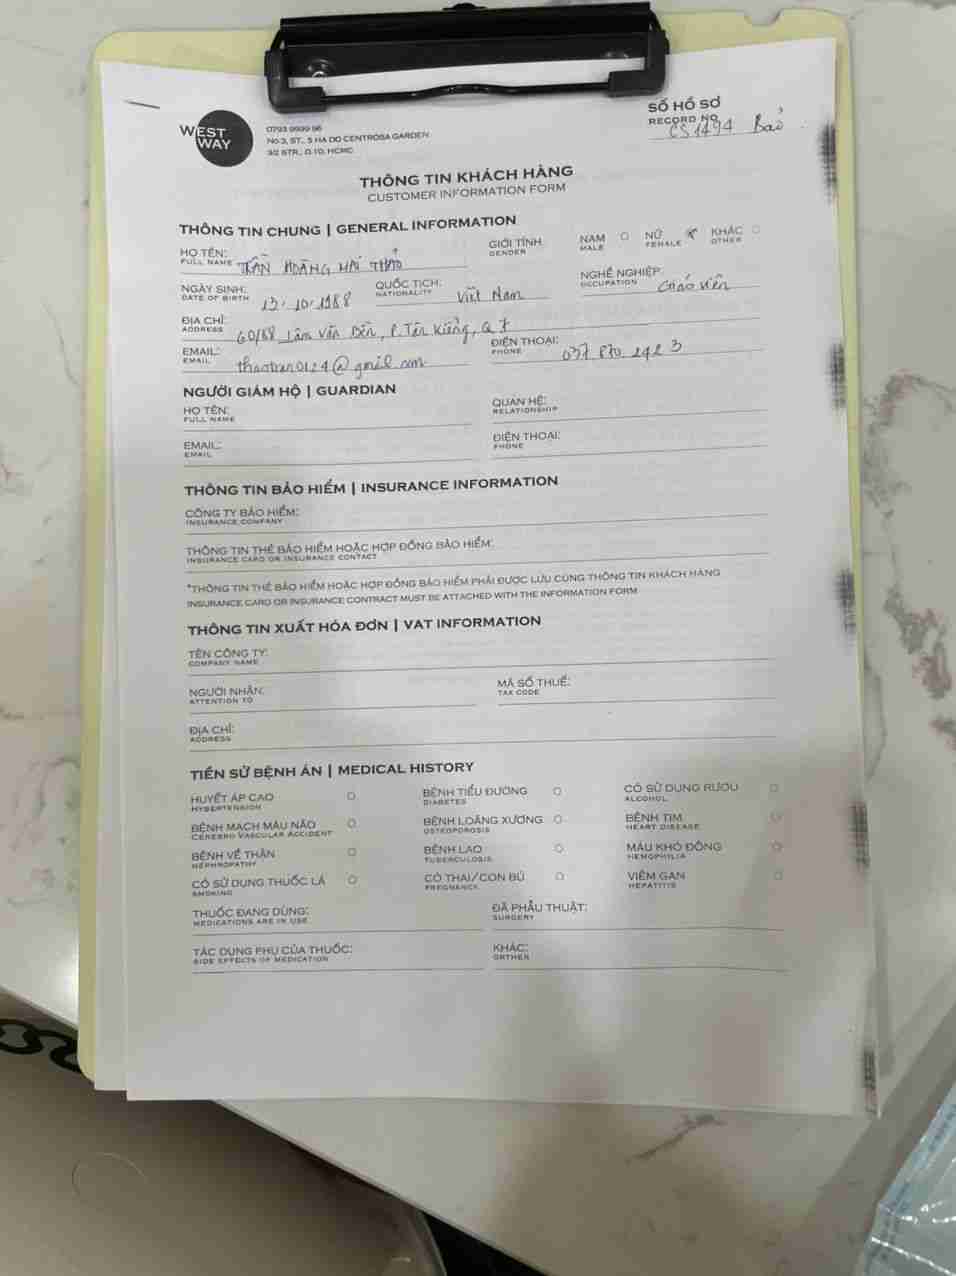 WEST WAY
0793 9999 96
No 3, ST., 3 HA DO CENTROSA GARDEN
3/2 STR., D.10, HCMC
SỐ HỒ SƠ
RECORD NO. CS1494 Bảo
THÔNG TIN KHÁCH HÀNG
CUSTOMER INFORMATION FORM
THÔNG TIN CHUNG | GENERAL INFORMATION
HỌ TÊN: TRẦN HOÀNG MAI THẢO GIỚI TÍNH: NAM NỮ KHÁC
FULL NAME GENDER MALE FEMALE OTHER
NGÀY SINH: 13.10.1988 QUỐC TỊCH: Việt Nam NGHỀ NGHIỆP: Giáo viên
DATE OF BIRTH NATIONALITY OCCUPATION
ĐỊA CHỈ: 60/68 Lâm Văn Bền, P. Tân Kiểng, Q 7
ADDRESS
EMAIL: thaotran0124@gmail.com ĐIỆN THOẠI: 037 870 2423
EMAIL PHONE
NGƯỜI GIÁM HỘ | GUARDIAN
HỌ TÊN: QUAN HỆ:
FULL NAME RELATIONSHIP
EMAIL: ĐIỆN THOẠI:
EMAIL PHONE
THÔNG TIN BẢO HIỂM | INSURANCE INFORMATION
CÔNG TY BẢO HIỂM:
INSURANCE COMPANY
THÔNG TIN THẺ BẢO HIỂM HOẶC HỢP ĐỒNG BẢO HIỂM:
INSURANCE CARD OR INSURANCE CONTACT
*THÔNG TIN THẺ BẢO HIỂM HOẶC HỢP ĐỒNG BẢO HIỂM PHẢI ĐƯỢC LƯU CÙNG THÔNG TIN KHÁCH HÀNG
INSURANCE CARD OR INSURANCE CONTRACT MUST BE ATTACHED WITH THE INFORMATION FORM
THÔNG TIN XUẤT HÓA ĐƠN | VAT INFORMATION
TÊN CÔNG TY:
COMPANY NAME
NGƯỜI NHẬN: MÃ SỐ THUẾ:
ATTENTION TO TAX CODE
ĐỊA CHỈ:
ADDRESS
TIỀN SỬ BỆNH ÁN | MEDICAL HISTORY
HUYẾT ÁP CAO BỆNH TIỂU ĐƯỜNG CÓ SỬ DỤNG RƯỢU
HYPERTENSION DIABETES ALCOHOL
BỆNH MẠCH MÁU NÃO BỆNH LOÃNG XƯƠNG BỆNH TIM
CEREBRO VASCULAR ACCIDENT OSTEOPOROSIS HEART DISEASE
BỆNH VỀ THẬN BỆNH LAO MÁU KHÓ ĐÔNG
NEPHROPATHY TUBERCULOSIS HEMOPHILIA
CÓ SỬ DỤNG THUỐC LÁ CÓ THAI/CON BÚ VIÊM GAN
SMOKING PREGNANCY HEPATITIS
THUỐC ĐANG DÙNG: ĐÃ PHẪU THUẬT:
MEDICATIONS ARE IN USE SURGERY
TÁC DỤNG PHỤ CỦA THUỐC: KHÁC:
SIDE EFFECTS OF MEDICATION ORTHER